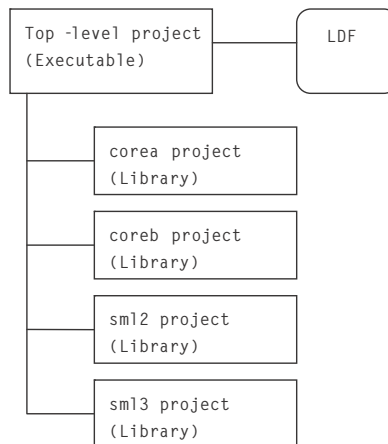 Top -level project
(Executable)
LDF
corea project
(Library)
coreb project
(Library)
sml2 project
(Library)
sml3 project
(Library)